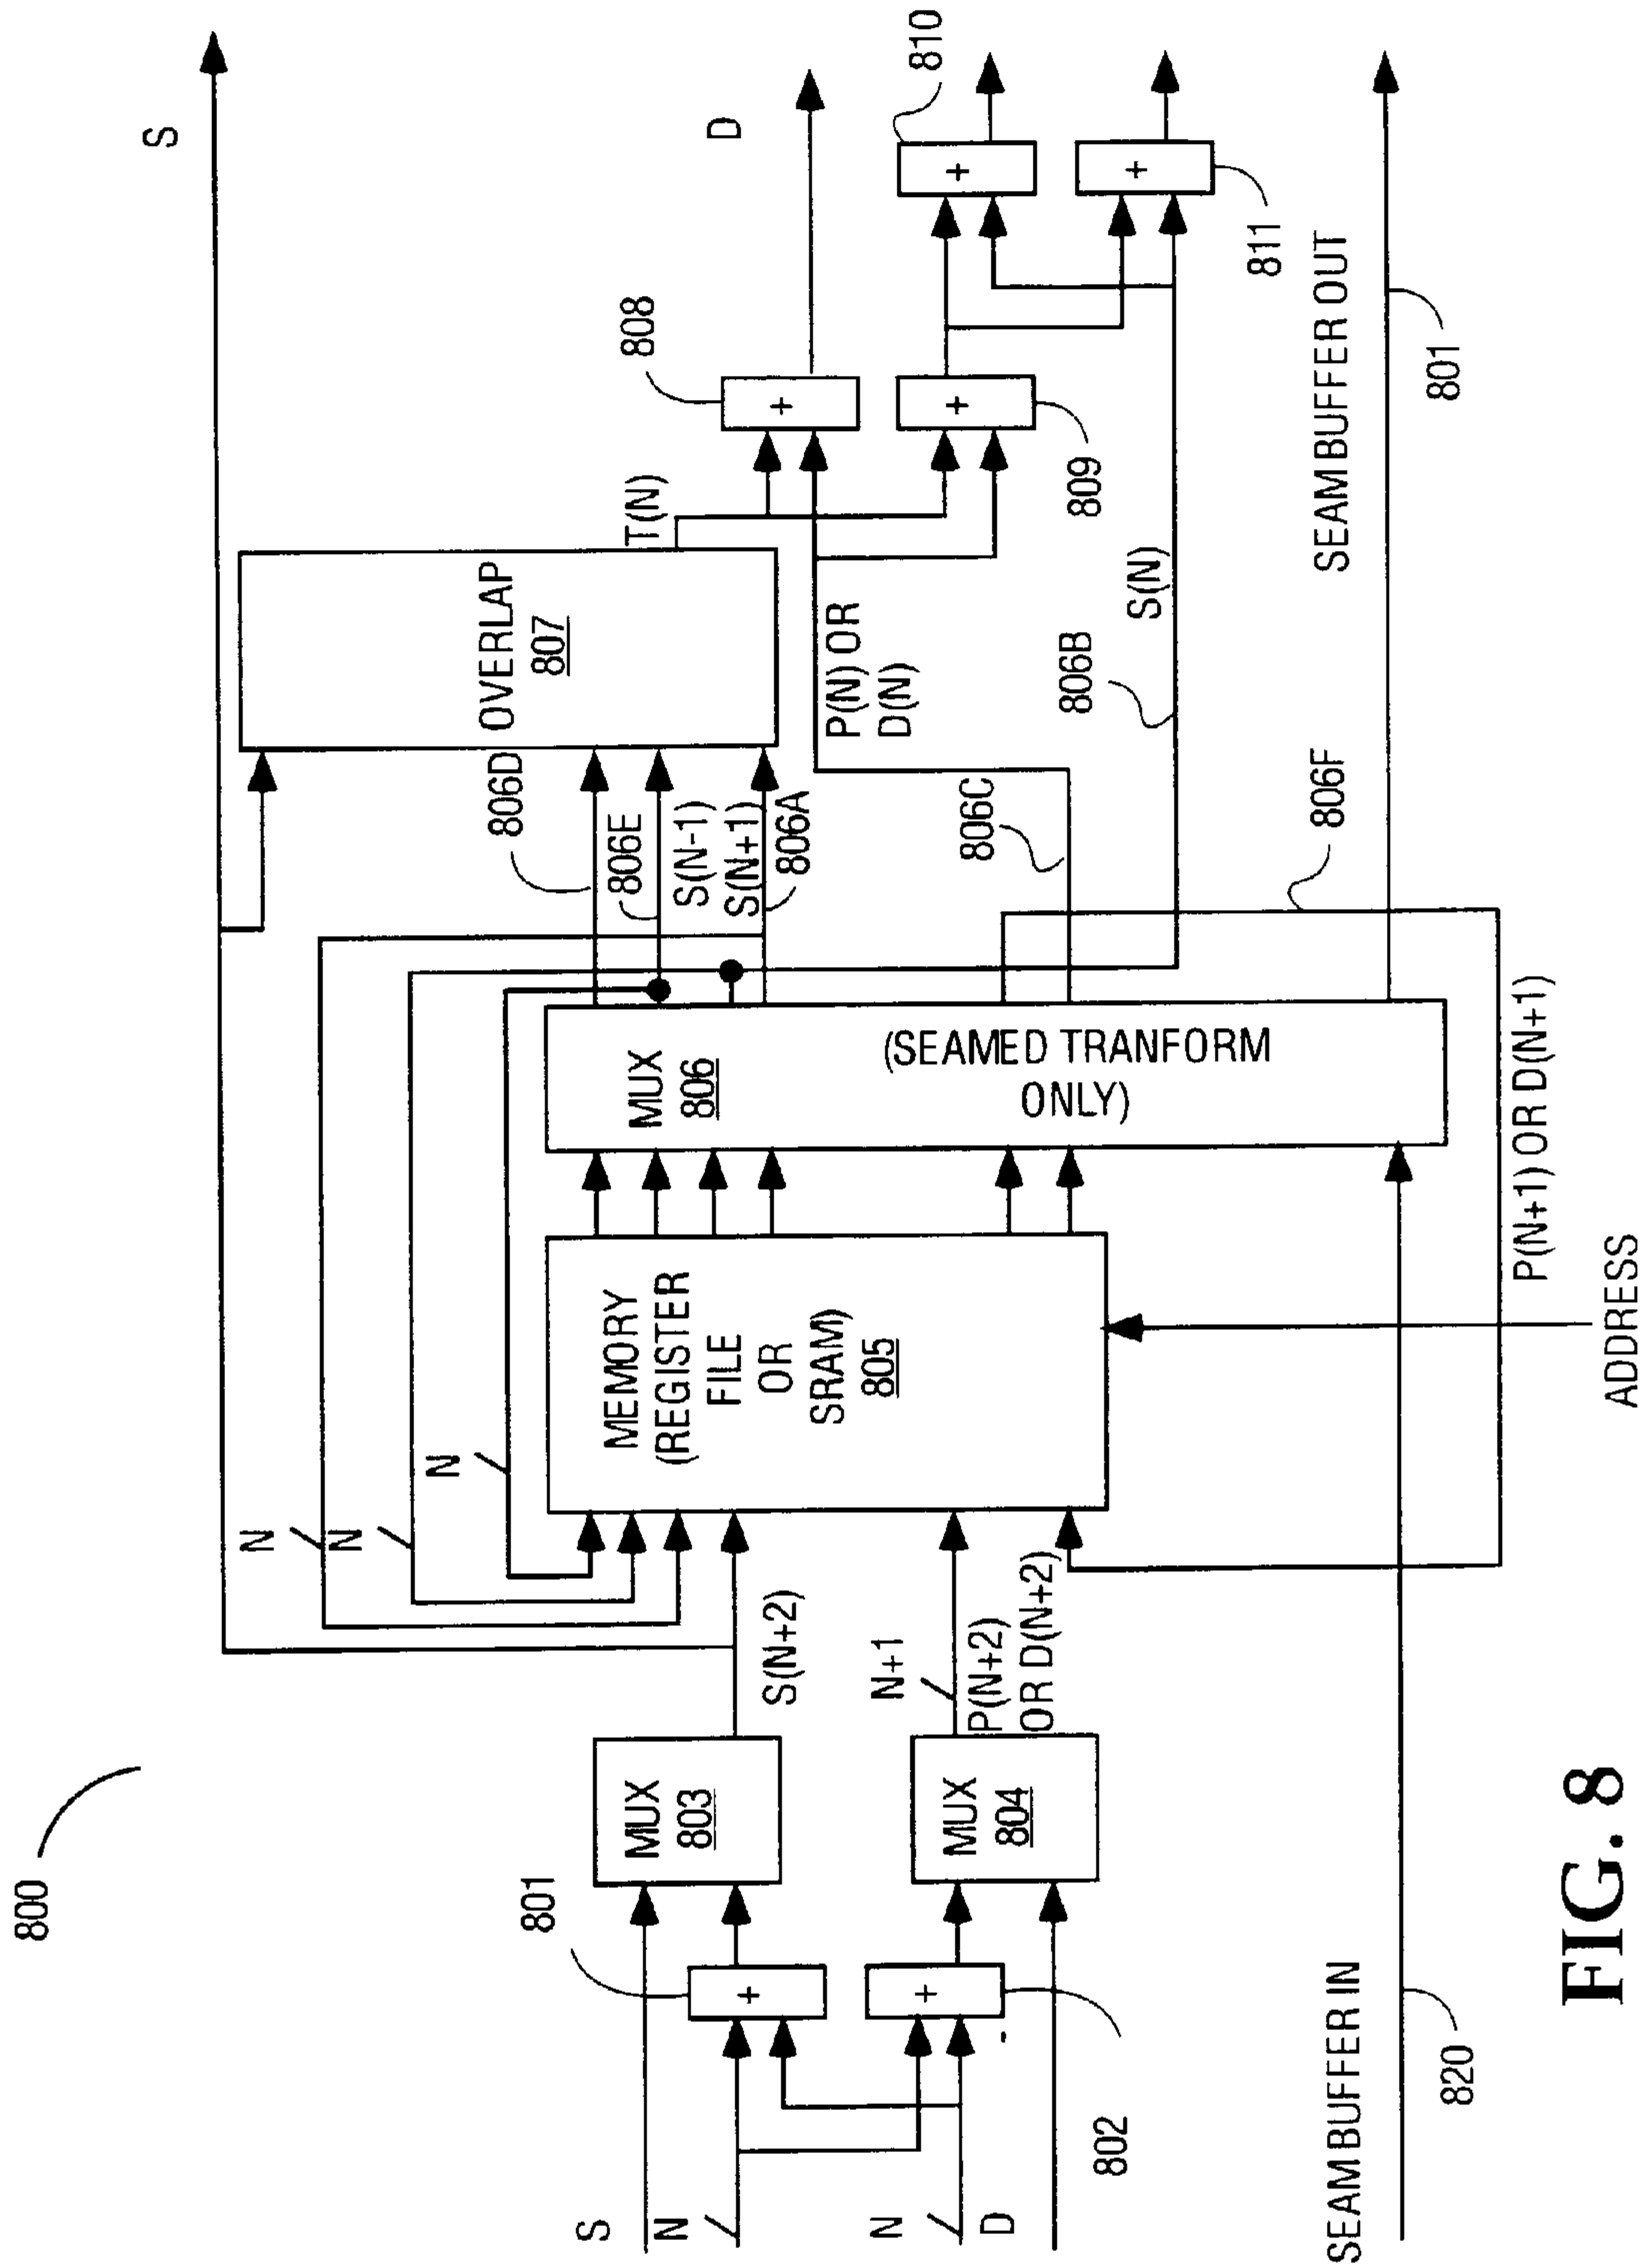 800
S
N
N
D
801
802
MUX
803
MUX
804
+
+
S(N+2)
N+1
P(N+2)
OR D(N+2)
N
N
N
MEMORY
(REGISTER
FILE
OR
SRAM)
805
ADDRESS
MUX
806
(SEAMED TRANFORM
ONLY)
P(N+1) OR D(N+1)
806D
806E
S(N-1)
S(N+1)
806A
806C
806B
806F
OVERLAP
807
T(N)
P(N) OR
D(N)
S(N)
808
+
809
+
S
D
810
+
811
+
SEAM BUFFER IN
820
SEAM BUFFER OUT
801
FIG. 8